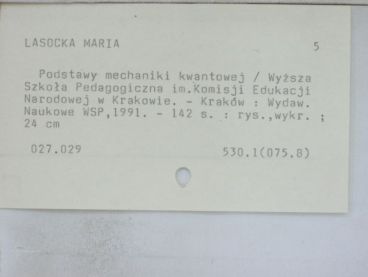 LASOCKA MARIA 5
Podstawy mechaniki kwantowej / Wyższa
Szkoła Pedagogiczna im.Komisji Edukacji
Narodowej w Krakowie. - Kraków : Wydaw.
Naukowe WSP,1991. - 142 s. : rys.,wykr. ;
24 cm
027.029 530.1(075.8)